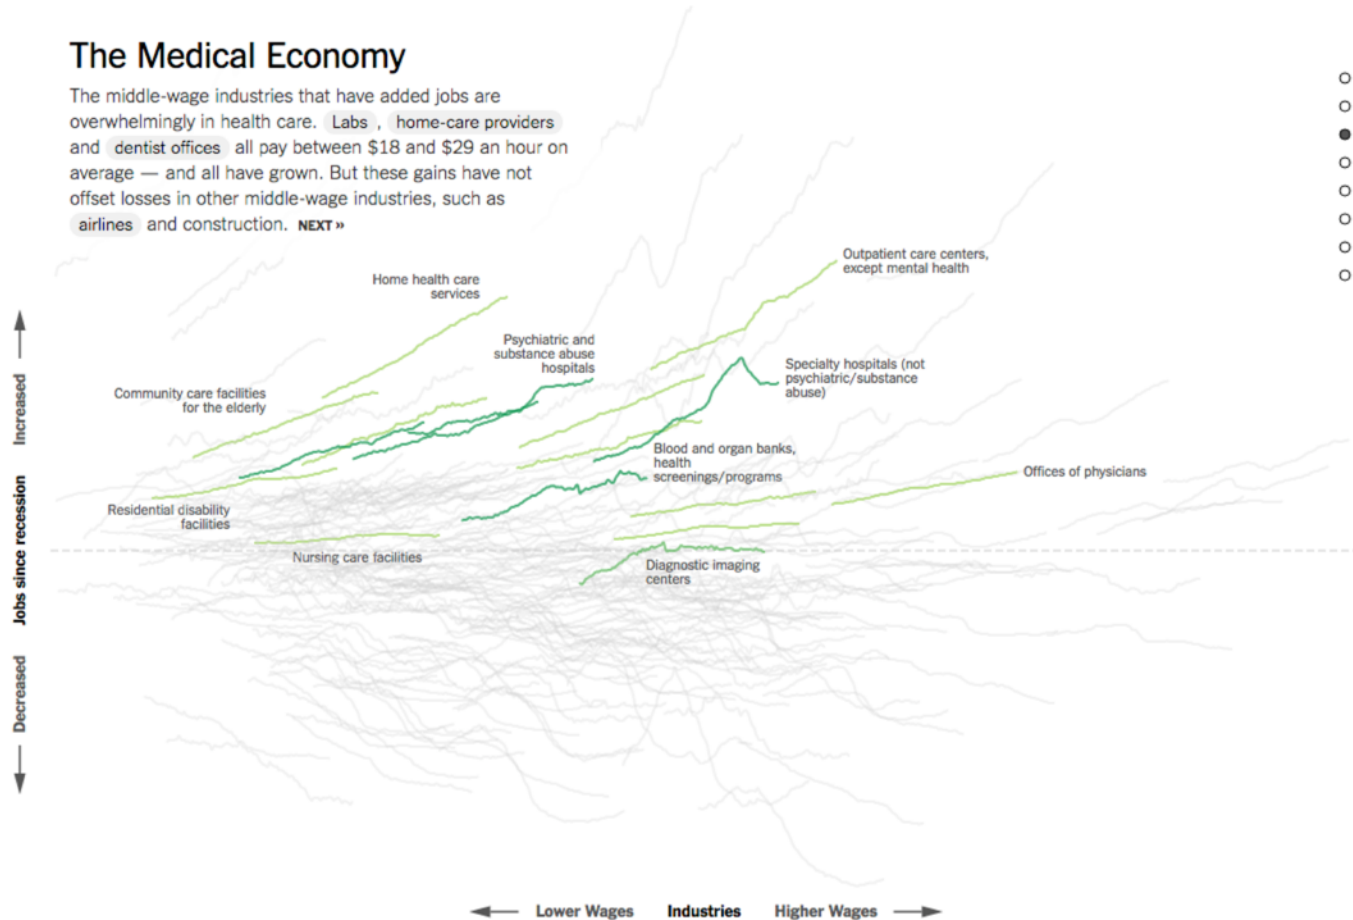 The Medical Economy
The middle-wage industries that have added jobs are
overwhelmingly in health care. Labs , home-care providers
and dentist offices all pay between $18 and $29 an hour on
average — and all have grown. But these gains have not
offset losses in other middle-wage industries, such as
airlines and construction. NEXT »
Outpatient care centers,
except mental health
Home health care
services
Psychiatric and
substance abuse
hospitals
Specialty hospitals (not
psychiatric/substance
abuse)
Community care facilities
for the elderly
Blood and organ banks,
health
screenings/programs
Offices of physicians
Residential disability
facilities
Nursing care facilities
Diagnostic imaging
centers
Increased
Jobs since recession
Decreased
Lower Wages Industries Higher Wages